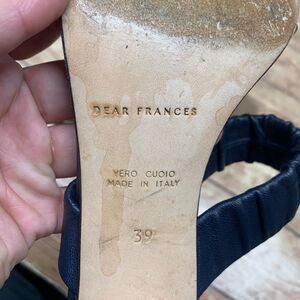 DEAR FRANCES
VERO CUOIO
MADE IN ITALY
39